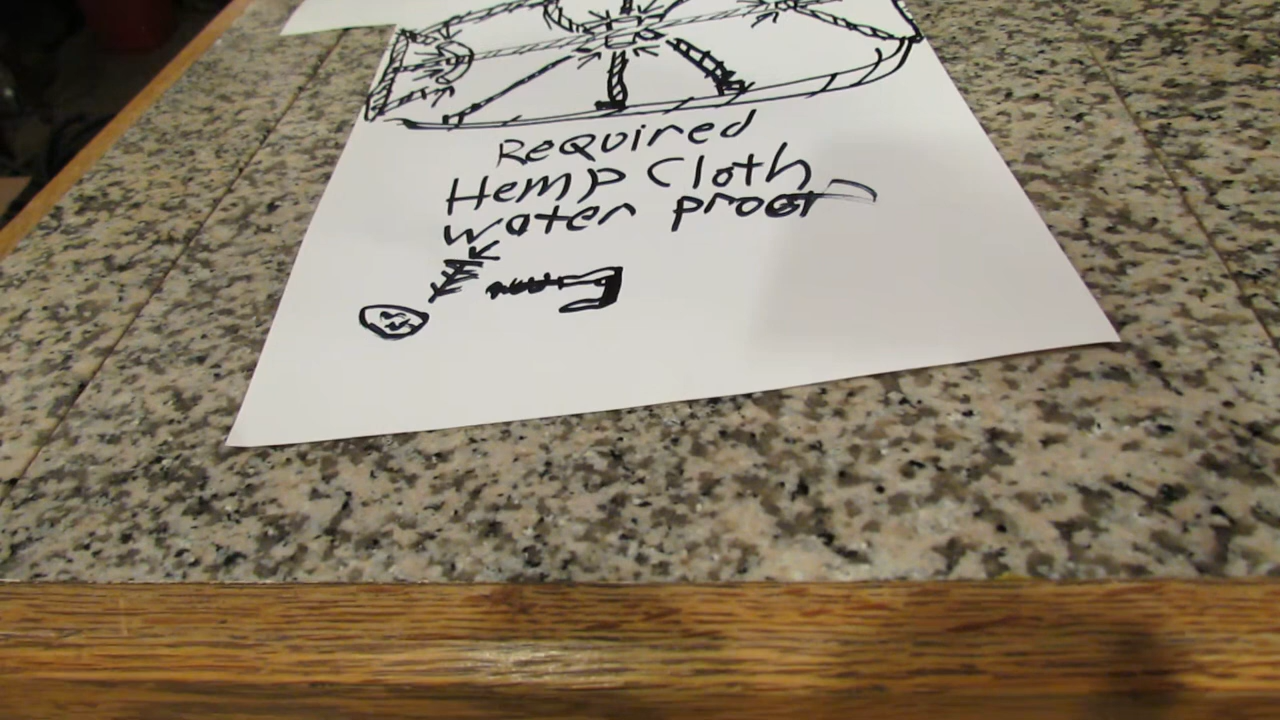 Required
Hemp Cloth
water proof